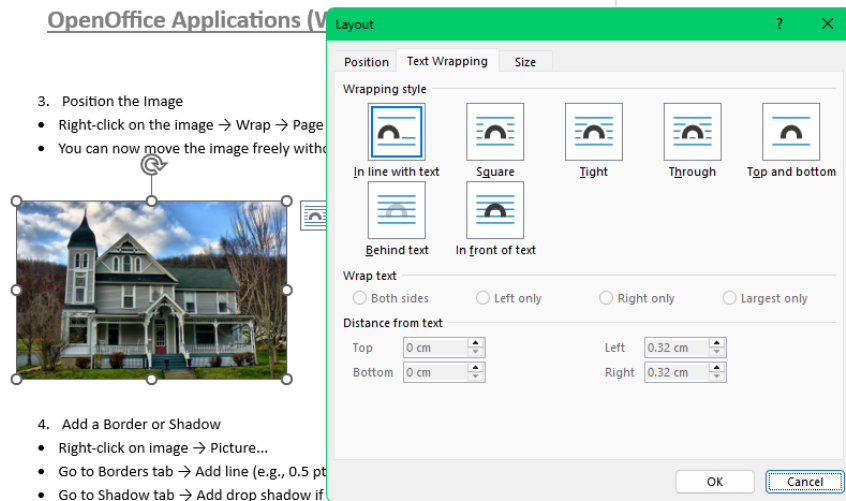 OpenOffice Applications (
Layout
?
Position Text Wrapping Size
3. Position the Image
• Right-click on the image → Wrap → Page
• You can now move the image freely
Wrapping style
In line with text Square Tight Through Top and bottom
Behind text In front of text
Wrap text
Both sides Left only Right only Largest only
Distance from text
Top 0 cm Left 0.32 cm
Bottom 0 cm Right 0.32 cm
4. Add a Border or Shadow
• Right-click on image → Picture...
• Go to Borders tab → Add line (e.g., 0.5 pt
• Go to Shadow tab → Add drop shadow if
OK Cancel